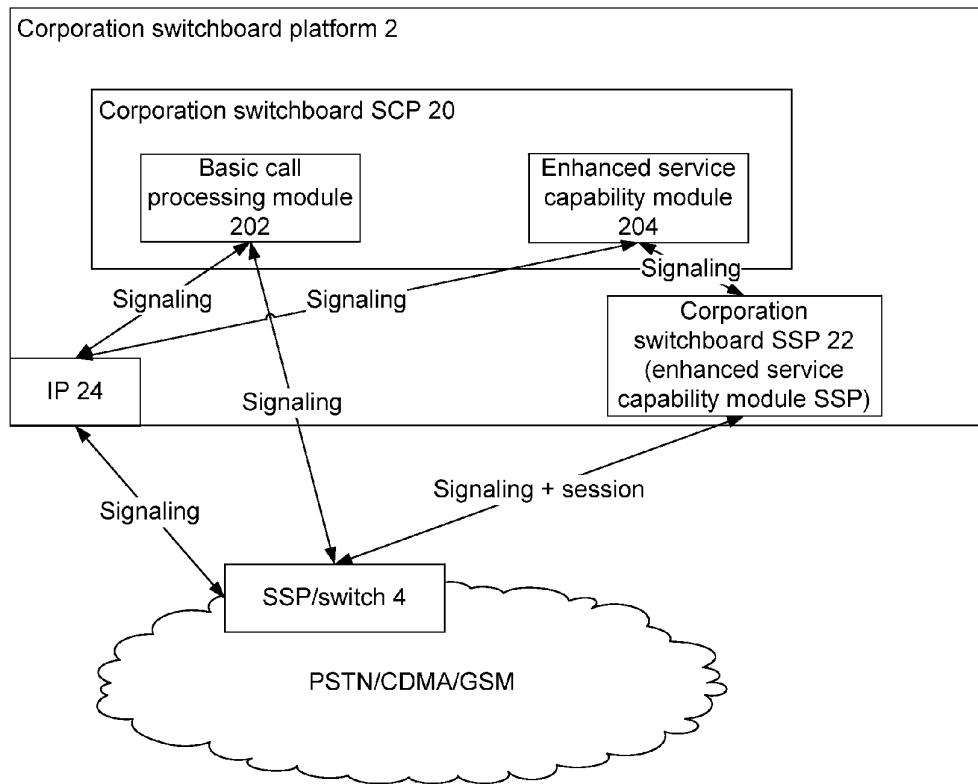 Corporation switchboard platform 2
Corporation switchboard SCP 20
Basic call
processing module
202
Enhanced service
capability module
204
Signaling
Signaling
Signaling
Corporation
switchboard SSP 22
(enhanced service
capability module SSP)
IP 24
Signaling
Signaling + session
Signaling
SSP/switch 4
PSTN/CDMA/GSM